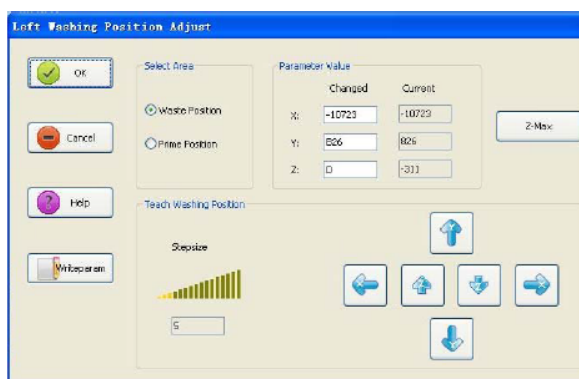 Left Washing Position Adjust
OK
Cancel
Help
Writeparam
Select Area
Waste Position
Prime Position
Parameter Value
Changed Current
X: -10723 -10723
Y: 826 826
Z: 0 -311
Z-Max
Teach Washing Position
Stepsize
5